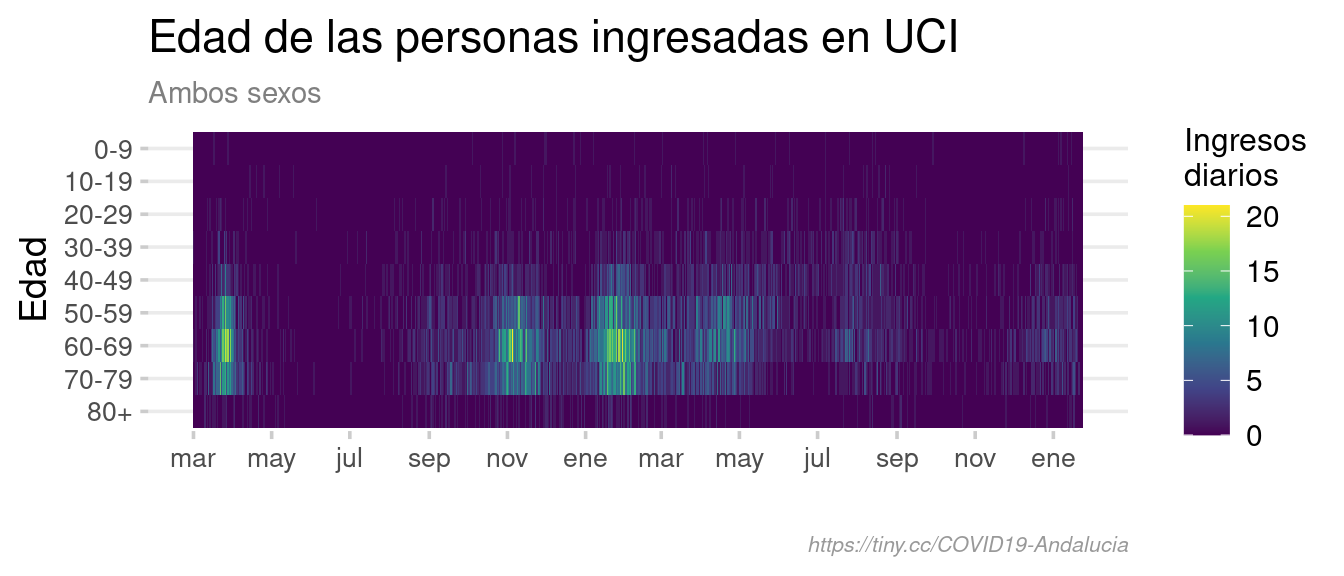 Edad de las personas ingresadas en UCI
Ambos sexos
Edad
0-9
10-19
20-29
30-39
40-49
50-59
60-69
70-79
80+
mar may jul sep nov ene mar may jul sep nov ene
Ingresos
diarios
20
15
10
5
0
https://tiny.cc/COVID19-Andalucia